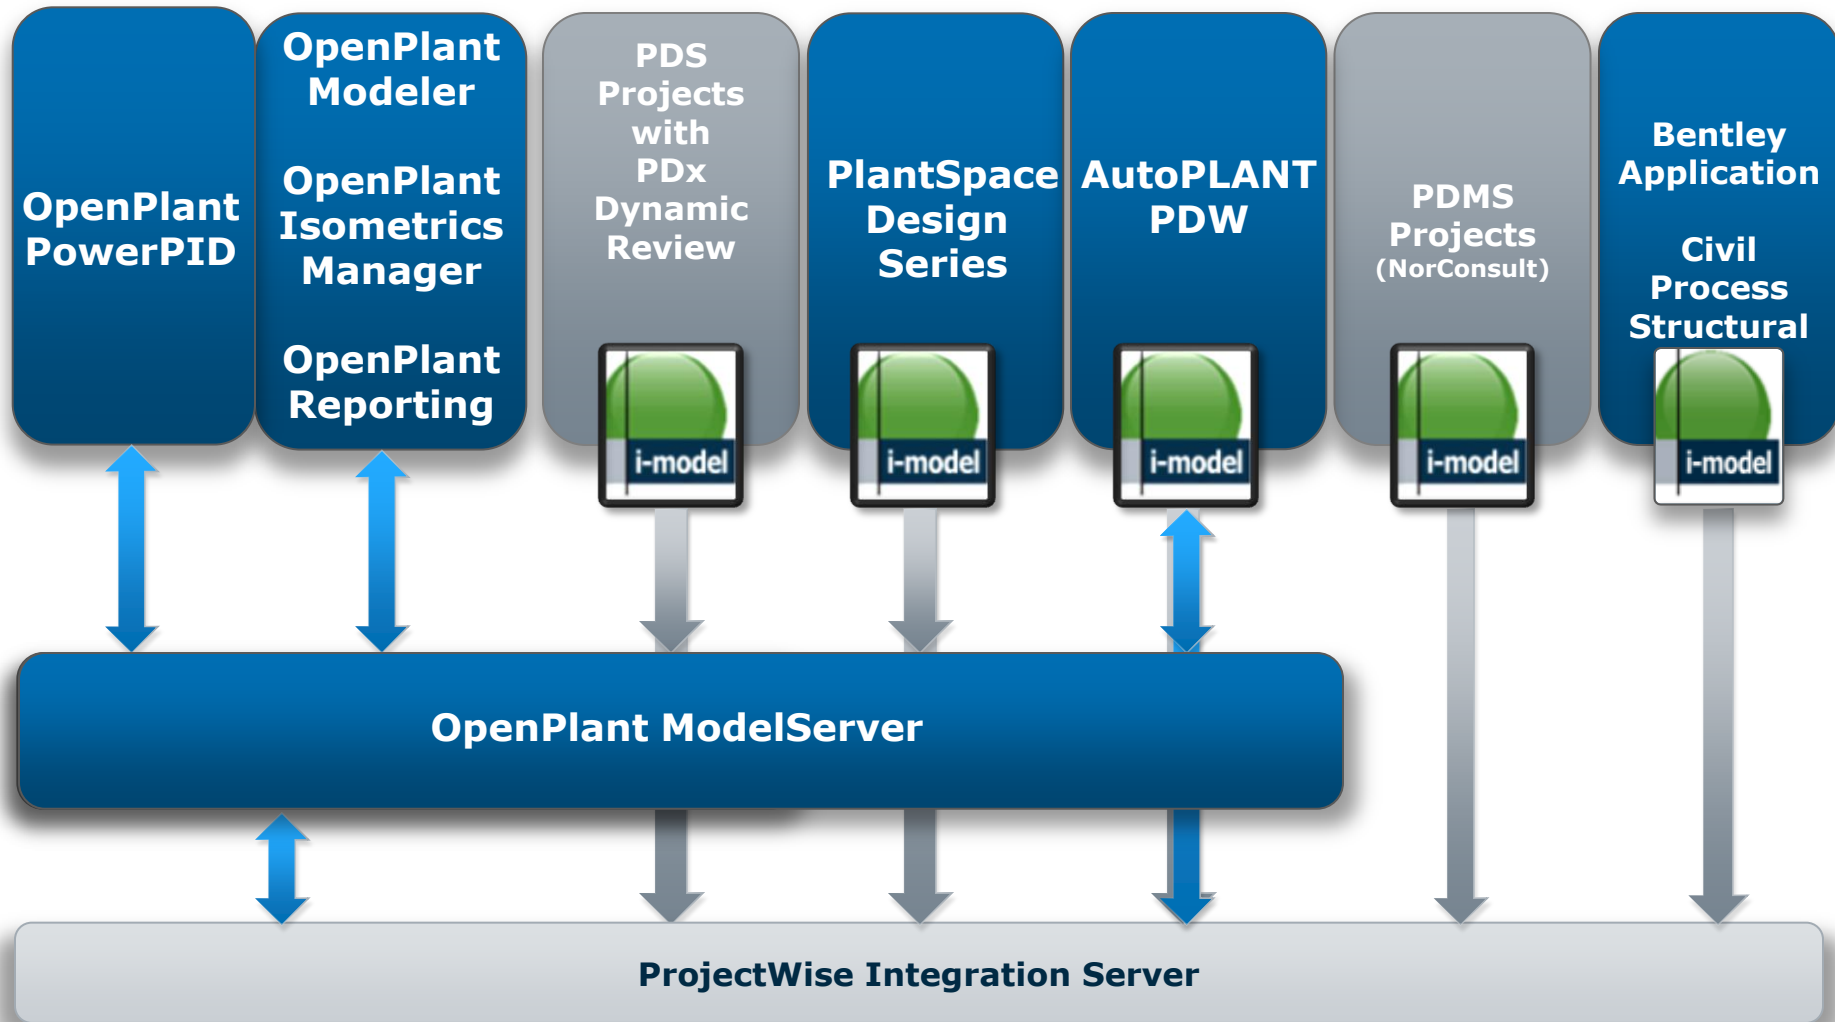 OpenPlant
PowerPID
OpenPlant
Modeler
OpenPlant
Isometrics
Manager
OpenPlant
Reporting
PDS
Projects
with
PDx
Dynamic
Review
i-model
PlantSpace
Design
Series
i-model
AutoPLANT
PDW
i-model
PDMS
Projects
(NorConsult)
i-model
Bentley
Application
Civil
Process
Structural
i-model
OpenPlant ModelServer
ProjectWise Integration Server